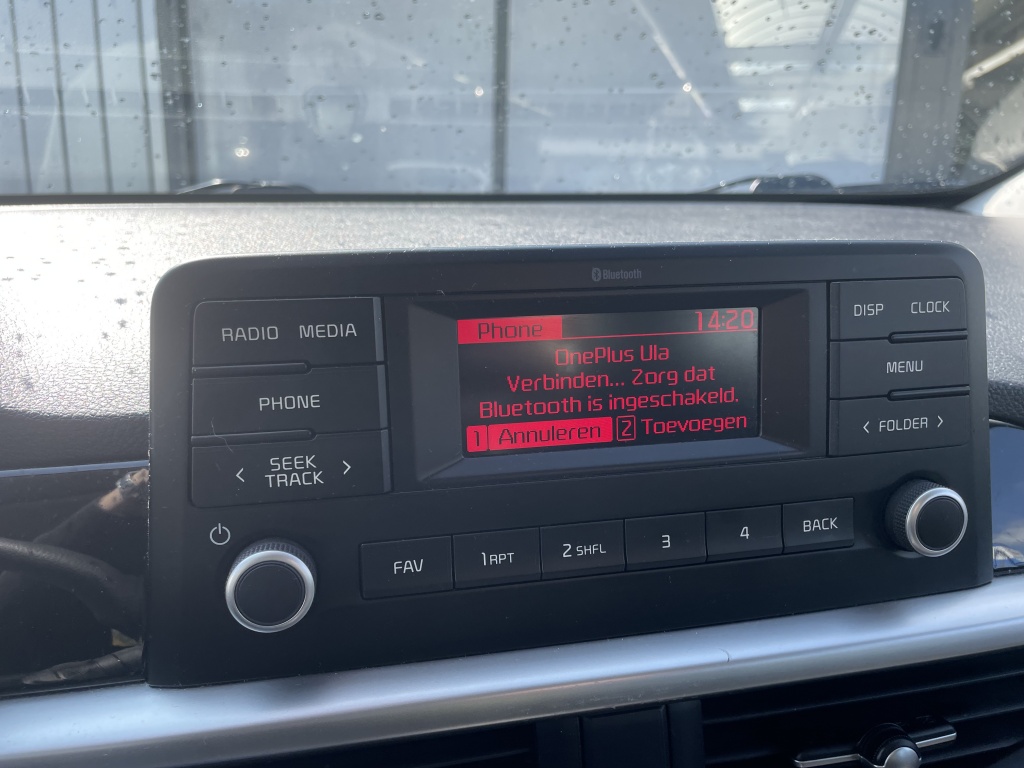 Bluetooth
RADIO MEDIA
PHONE
< SEEK TRACK >
Phone 14:20
OnePlus Ula
Verbinden... Zorg dat
Bluetooth is ingeschakeld.
1 Annuleren 2 Toevoegen
DISP CLOCK
MENU
< FOLDER >
FAV 1 RPT 2 SHFL 3 4 BACK